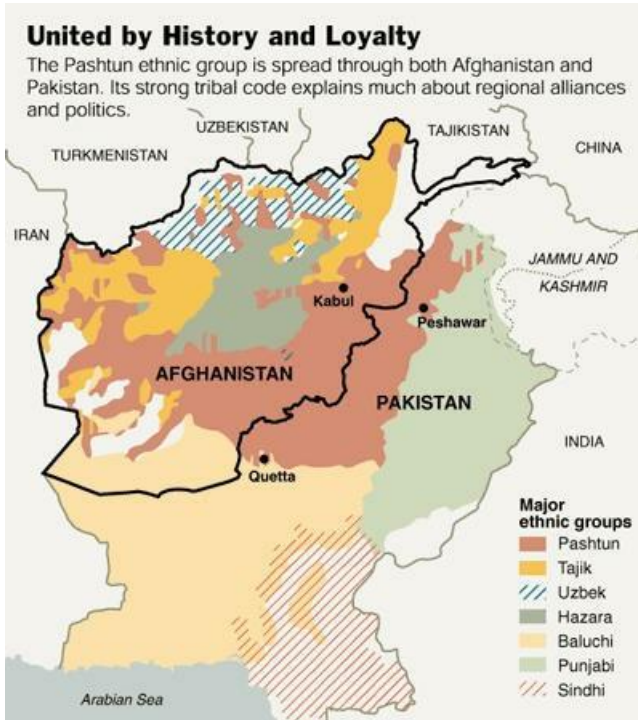 United by History and Loyalty
The Pashtun ethnic group is spread through both Afghanistan and
Pakistan. Its strong tribal code explains much about regional alliances
and politics.
UZBEKISTAN
TAJIKISTAN
TURKMENISTAN
CHINA
IRAN
JAMMU AND
KASHMIR
Kabul
Peshawar
AFGHANISTAN
PAKISTAN
INDIA
Quetta
Major
ethnic groups
Pashtun
Tajik
Uzbek
Hazara
Baluchi
Punjabi
Sindhi
Arabian Sea